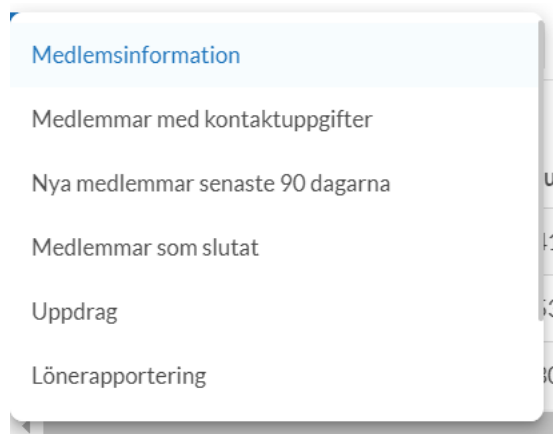 Medlemsinformation
Medlemmar med kontaktuppgifter
Nya medlemmar senaste 90 dagarna
Medlemmar som slutat
Uppdrag
Lönerapportering